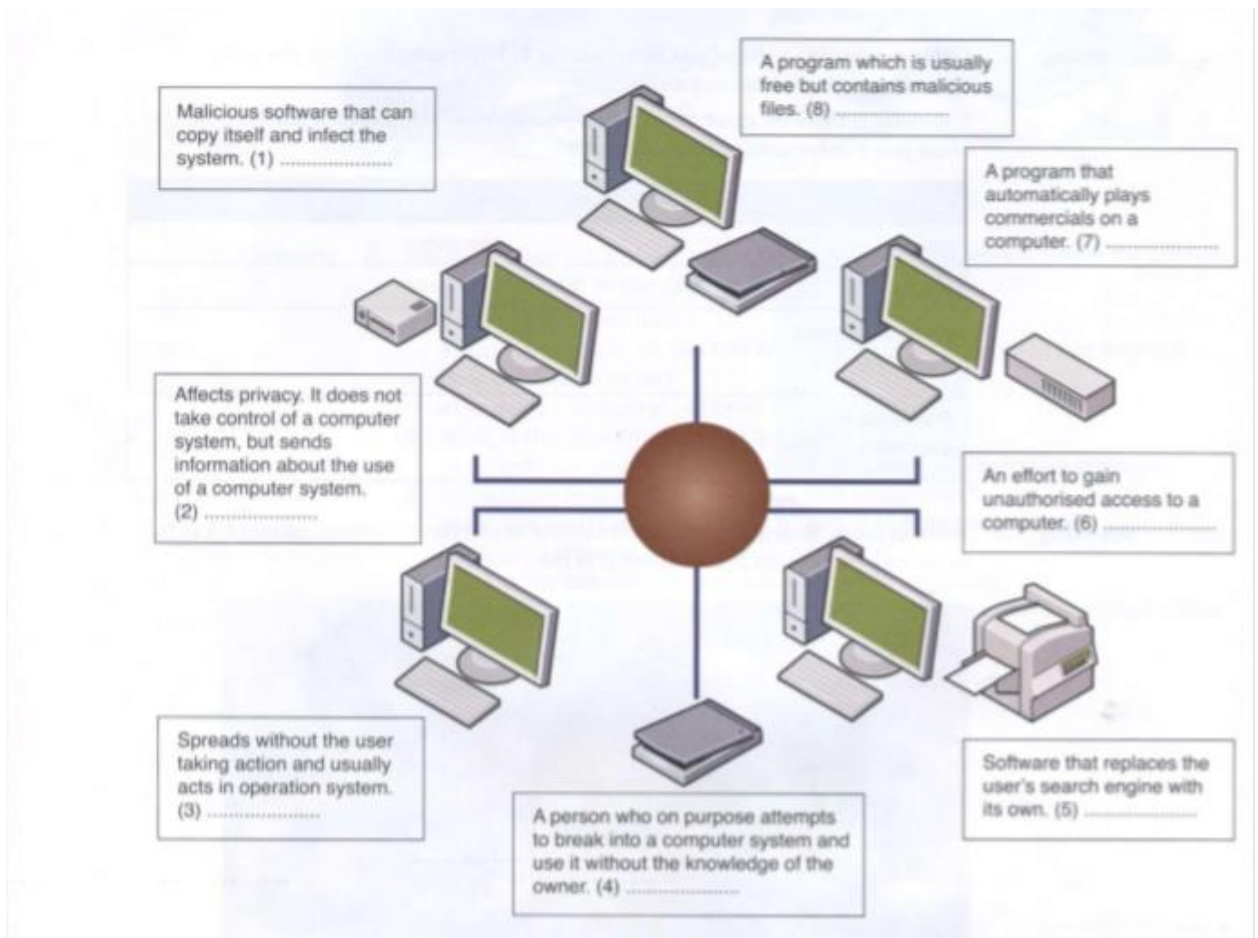 Malicious software that can
copy itself and infect the
system. (1) .....................
Affects privacy. It does not
take control of a computer
system, but sends
information about the use
of a computer system.
(2) .....................
Spreads without the user
taking action and usually
acts in operation system.
(3) .....................
A person who on purpose attempts
to break into a computer system and
use it without the knowledge of the
owner. (4) .....................
Software that replaces the
user's search engine with
its own. (5) .....................
An effort to gain
unauthorised access to a
computer. (6) .....................
A program that
automatically plays
commercials on a
computer. (7) .....................
A program which is usually
free but contains malicious
files. (8) .....................